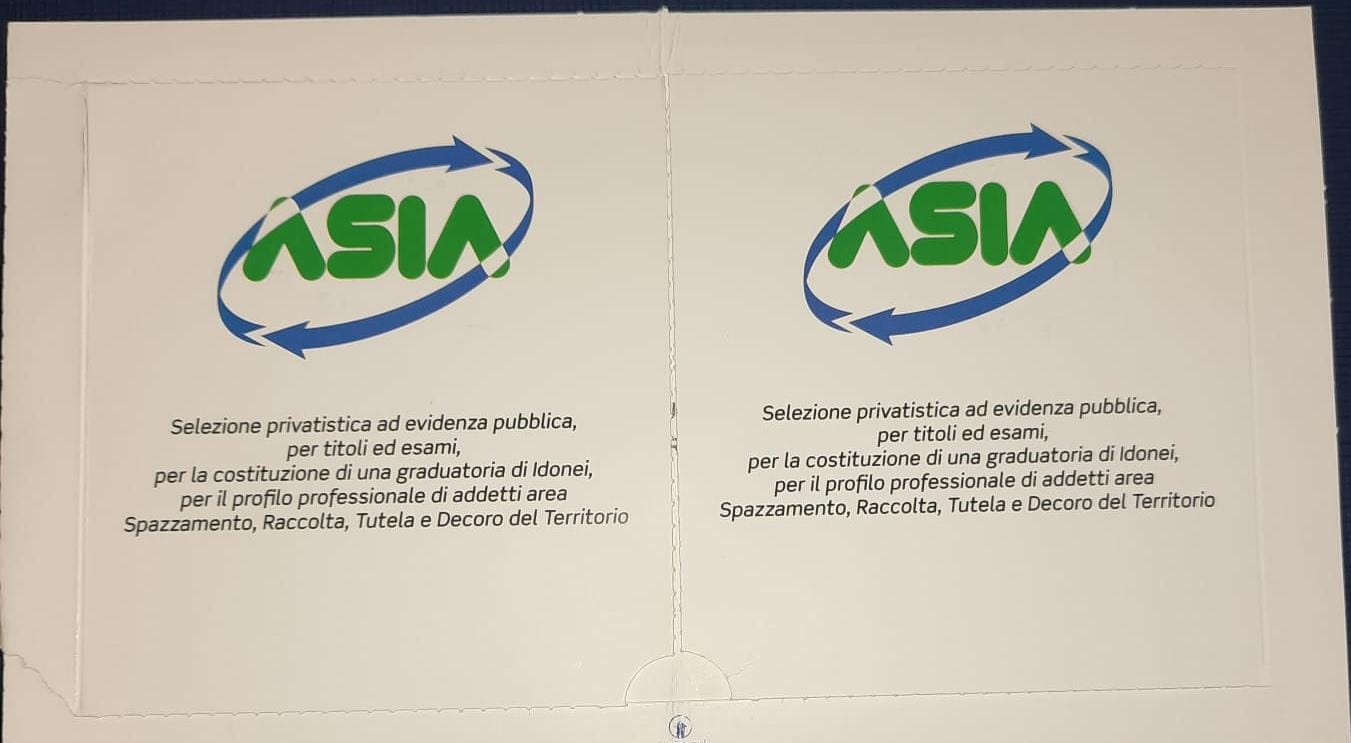 ASIA
Selezione privatistica ad evidenza pubblica,
per titoli ed esami,
per la costituzione di una graduatoria di Idonei,
per il profilo professionale di addetti area
Spazzamento, Raccolta, Tutela e Decoro del Territorio
ASIA
Selezione privatistica ad evidenza pubblica,
per titoli ed esami,
per la costituzione di una graduatoria di Idonei,
per il profilo professionale di addetti area
Spazzamento, Raccolta, Tutela e Decoro del Territorio